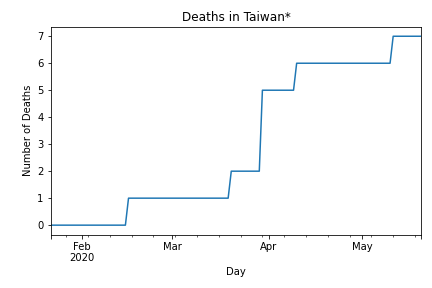 Deaths in Taiwan*
Number of Deaths
7
6
5
4
3
2
1
0
Feb
2020
Mar
Apr
May
Day